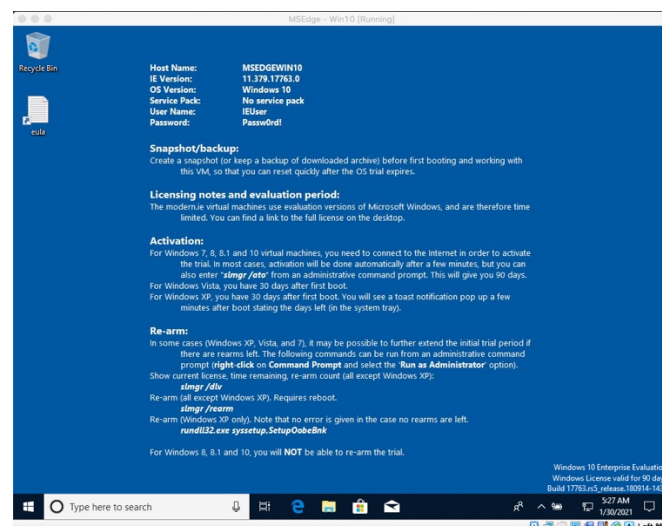 MSEdge - Win10 [Running]
Recycle Bin
eula
Host Name: MSEDGEWIN10
IE Version: 11.379.17763.0
OS Version: Windows 10
Service Pack: No service pack
User Name: IEUser
Password: Passw0rd!
Snapshot/backup:
Create a snapshot (or keep a backup of downloaded archive) before first booting and working with
this VM, so that you can reset quickly after the OS trial expires.
Licensing notes and evaluation period:
The modern.ie virtual machines use evaluation versions of Microsoft Windows, and are therefore time
limited. You can find a link to the full license on the desktop.
Activation:
For Windows 7, 8, 8.1 and 10 virtual machines, you need to connect to the Internet in order to activate
the trial. In most cases, activation will be done automatically after a few minutes, but you can
also enter "slmgr /ato" from an administrative command prompt. This will give you 90 days.
For Windows Vista, you have 30 days after first boot.
For Windows XP, you have 30 days after first boot. You will see a toast notification pop up a few
minutes after boot stating the days left (in the system tray).
Re-arm:
In some cases (Windows XP, Vista, and 7), it may be possible to further extend the initial trial period if
there are rearms left. The following commands can be run from an administrative command
prompt (right-click on Command Prompt and select the 'Run as Administrator' option).
Show current license, time remaining, re-arm count (all except Windows XP):
slmgr /dlv
Re-arm (all except Windows XP). Requires reboot.
slmgr /rearm
Re-arm (Windows XP only). Note that no error is given in the case no rearms are left.
rundll32.exe syssetup,SetupOobeBnk
For Windows 8, 8.1 and 10, you will NOT be able to re-arm the trial.
Windows 10 Enterprise Evaluatio
Windows License valid for 90 day
Build 17763.rs5_release.180914-143
Type here to search
5:27 AM
1/30/2021